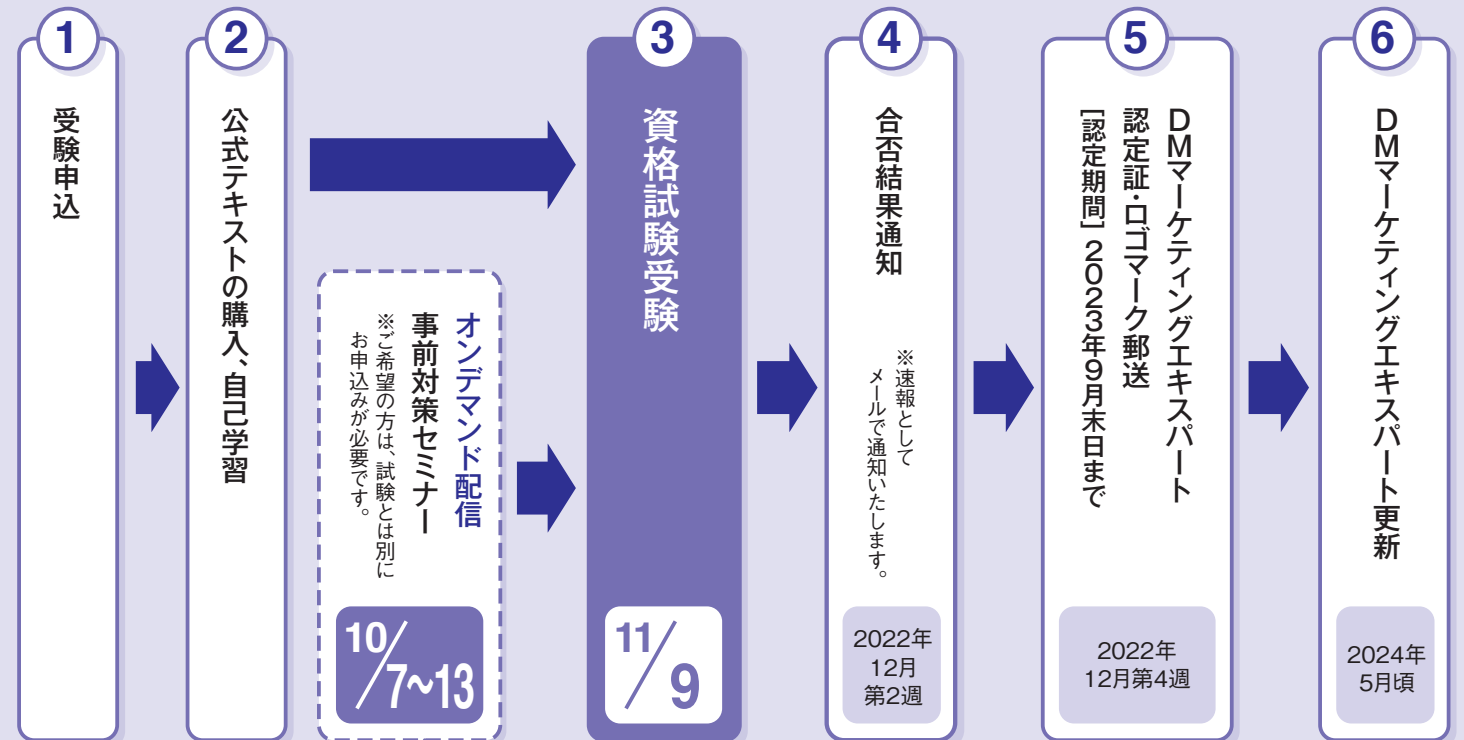 1
受験申込
2
公式テキストの購入、自己学習
オンデマンド配信
事前対策セミナー
※ご希望の方は、試験とは別に
お申込みが必要です。
10/7~13
3
資格試験受験
11/9
4
合否結果通知
※速報として
メールで通知いたします。
2022年
12月
第2週
5
DMマーケティングエキスパート
認定証・ロゴマーク郵送
[認定期間]2023年9月末日まで
2022年
12月第4週
6
DMマーケティングエキスパート更新
2024年
5月頃